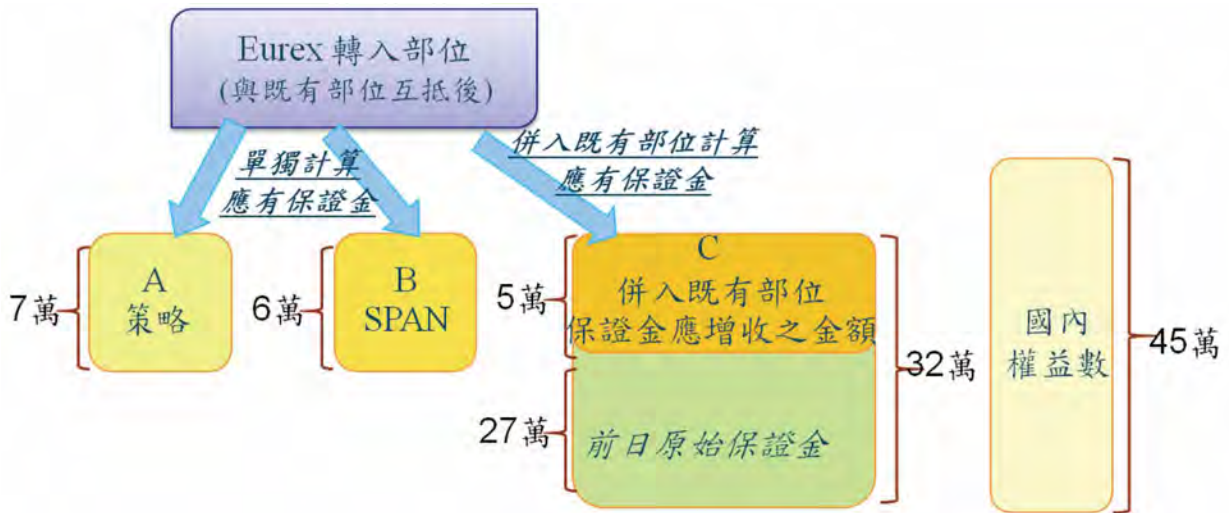 Eurex 轉入部位
(與既有部位互抵後)
單獨計算
應有保證金
併入既有部位計算
應有保證金
7萬
A
策略
6萬
B
SPAN
5萬
C
併入既有部位
保證金應增收之金額
27萬
前日原始保證金
32萬
國內
權益數
45萬